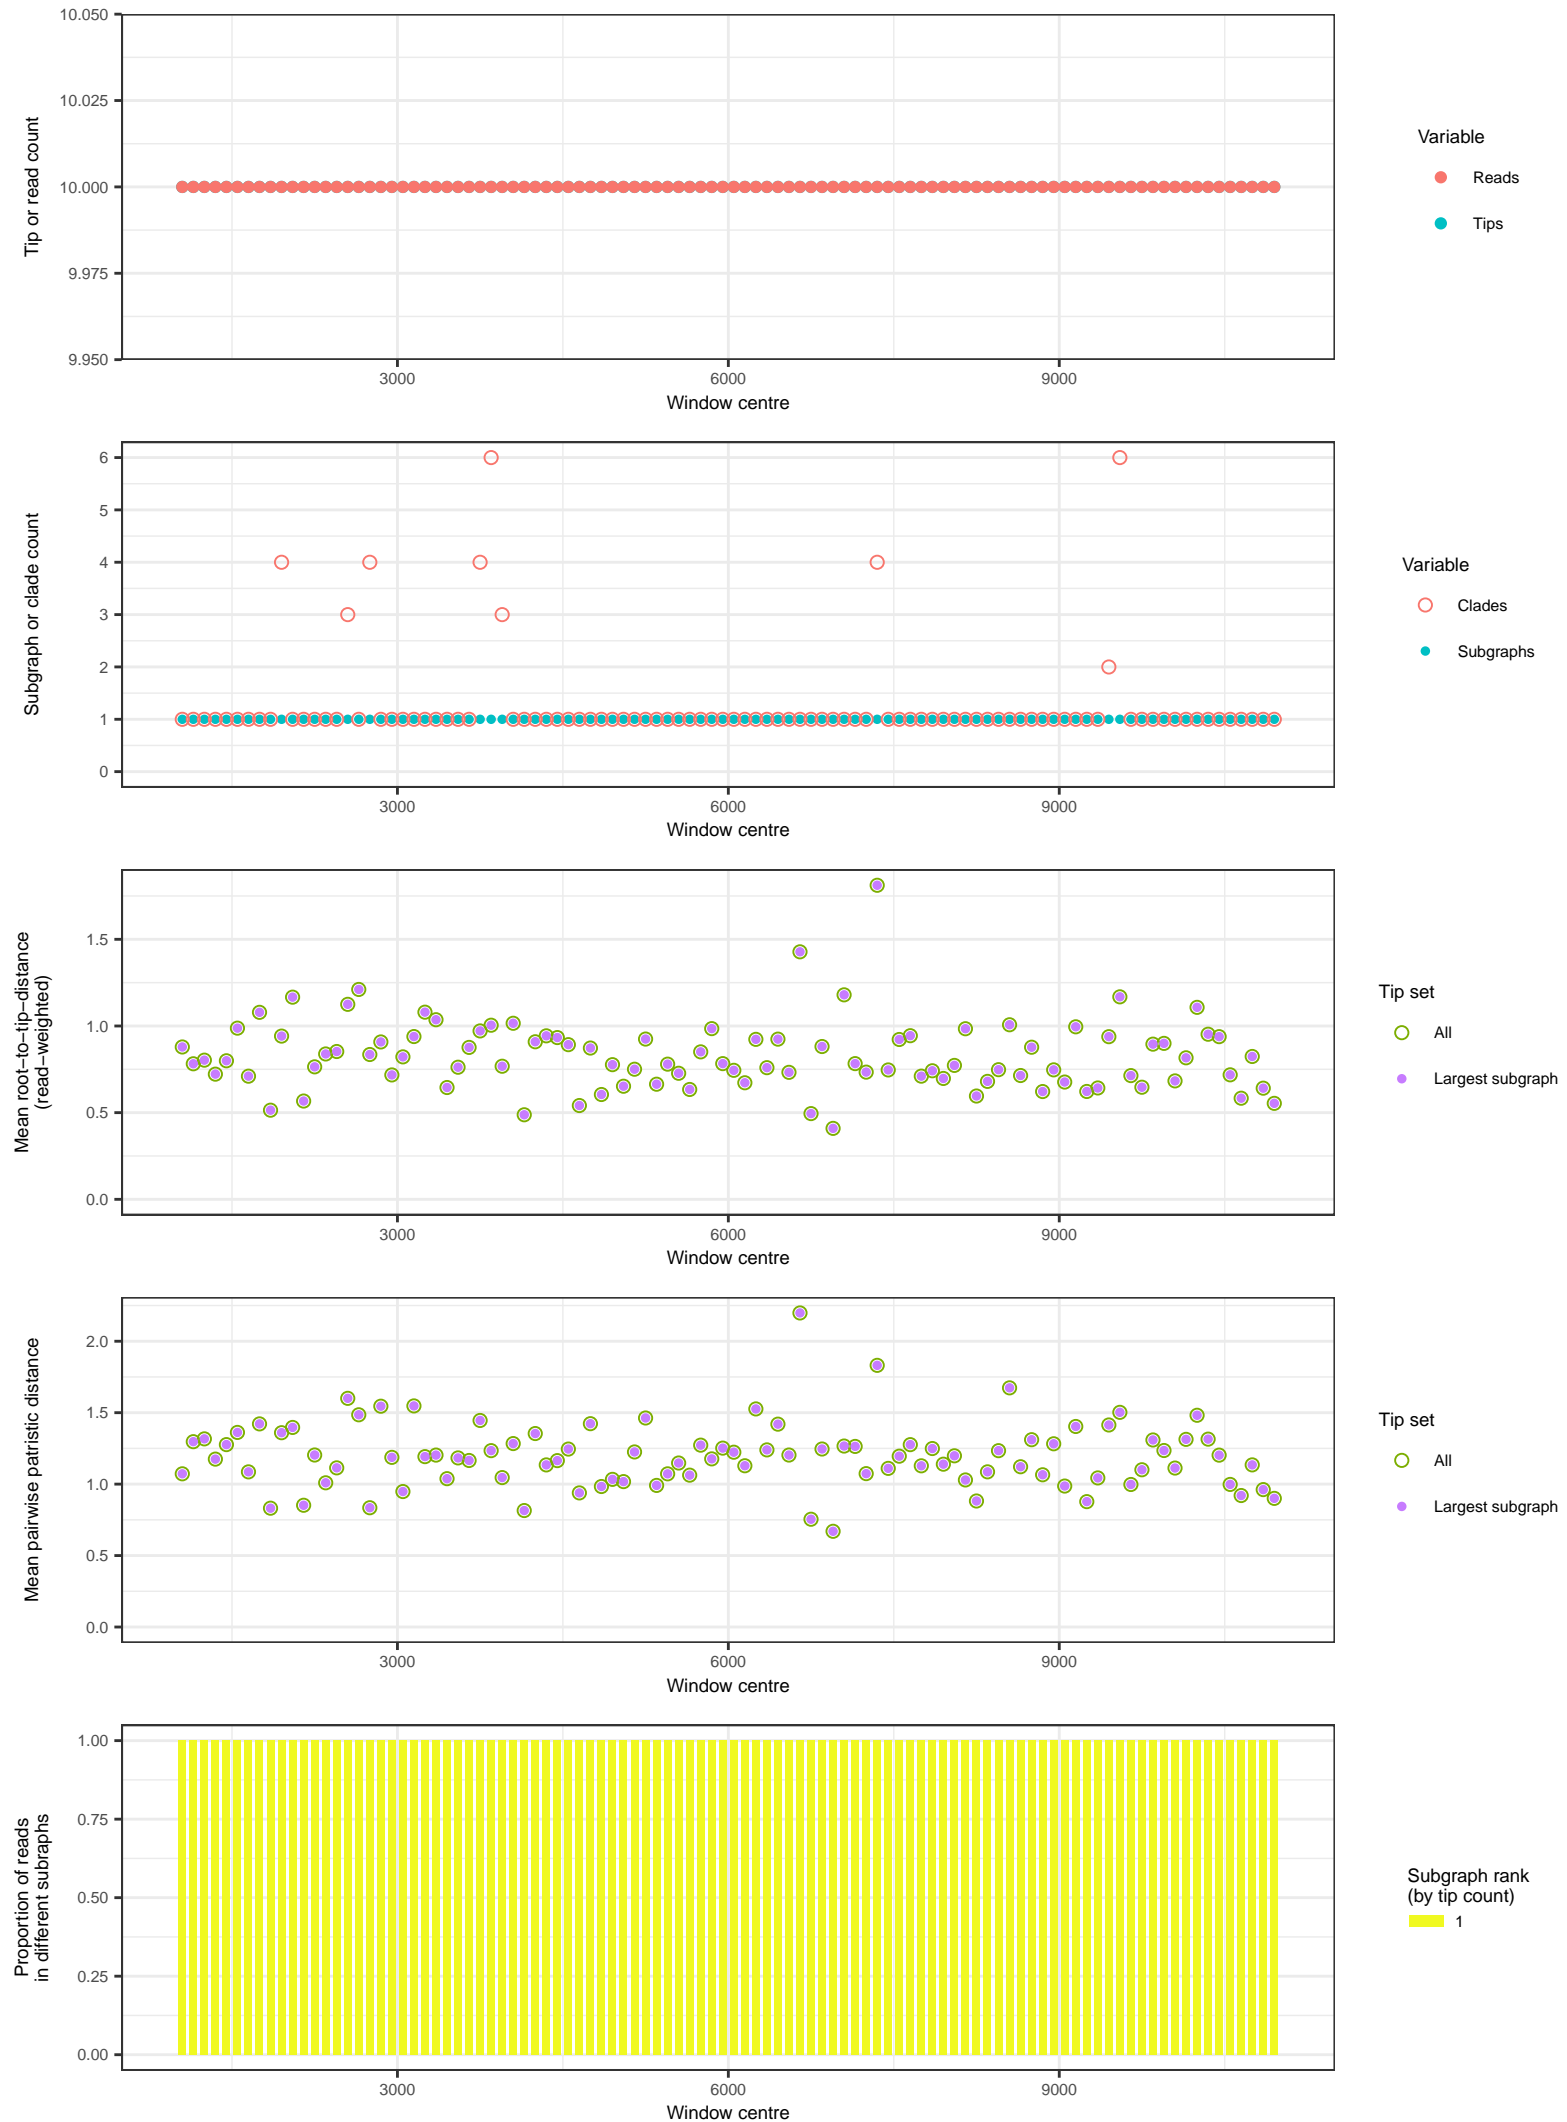 10.050
10.025
10.000
9.975
9.950
Tip or read count
3000 6000 9000
Window centre
Variable
Reads
Tips
6
5
4
3
2
1
0
Subgraph or clade count
3000 6000 9000
Window centre
Variable
Clades
Subgraphs
1.5
1.0
0.5
0.0
Mean root−to−tip−distance
(read−weighted)
3000 6000 9000
Window centre
Tip set
All
Largest subgraph
2.0
1.5
1.0
0.5
0.0
Mean pairwise patristic distance
3000 6000 9000
Window centre
Tip set
All
Largest subgraph
1.00
0.75
0.50
0.25
0.00
Proportion of reads
in different subraphs
3000 6000 9000
Window centre
Subgraph rank
(by tip count)
1